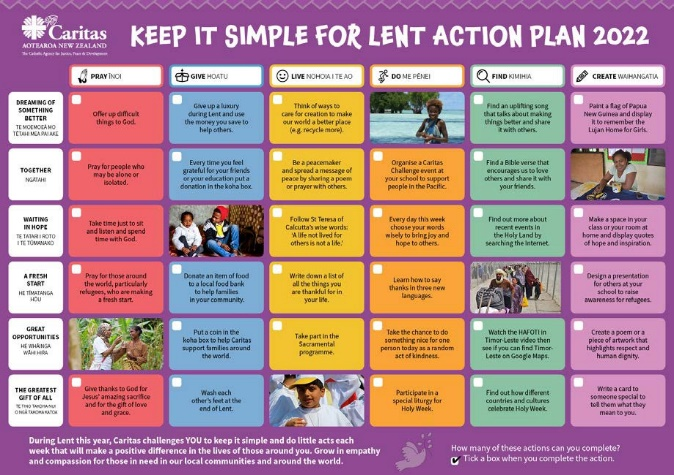 Caritas
AOTEAROA NEW ZEALAND
The Catholic Agency for Justice, Peace & Development
KEEP IT SIMPLE FOR LENT ACTION PLAN 2022
PRAY ĪNOI
GIVE HOATU
LIVE NOHOIA I TE AO
DO ME PĒNEI
FIND KIMIHIA
CREATE WAIHANGATIA
DREAMING OF
SOMETHING
BETTER
Offer up difficult
things to God.
Give up a luxury
during Lent and use
the money you save to
help others.
Think of ways to
care for creation to make
our world a better place
(e.g. recycle more).
Find an uplifting song
that talks about making
things better and share
it with others.
Paint a flag of Papua
New Guinea and display
it to remember the
Lujan Home for Girls.
TOGETHER
NGĀTAHI
Pray for people who
may be alone or
isolated.
Every time you feel
grateful for your friends
or your education put a
donation in the koha box.
Be a peacemaker
and spread a message of
peace by sharing a poem
or prayer with others.
Organise a Caritas
Challenge event at
your school to support
people in the Pacific.
Find a Bible verse that
encourages us to love
others and share it with
your friends.
WAITING
IN HOPE
TE TATARI I ROTO
I TE TŪMANAKO
Take time just to sit
and listen and spend
time with God.
Follow St Teresa of
Calcutta's wise words:
'A life not lived for
others is not a life.'
Every day this week
choose your words
wisely to bring joy and
hope to others.
Find out more about
recent events in
the Holy Land by
searching the Internet.
Make a space in your
class or your room at
home and display quotes
of hope and inspiration.
A FRESH
START
HE TĪMATANGA
HOU
Pray for those around
the world, particularly
refugees, who are making
a fresh start.
Donate an item of food
to a local food bank
to help families
in your community.
Write down a list of
all the things you
are thankful for in
your life.
Learn how to say
thanks in three new
languages.
Design a presentation
for others at your
school to raise
awareness for refugees.
GREAT
OPPORTUNITIES
HE WHĀINGA
WĀHI HIRA
Put a coin in the
koha box to help Caritas
support families around
the world.
Take part in the
Sacramental
programme.
Take the chance to do
something nice for one
person today as a random
act of kindness.
Watch the HAFOTI in
Timor-Leste video then
see if you can find Timor-
Leste on Google Maps.
Create a poem or a
piece of artwork that
highlights respect and
human dignity.
THE GREATEST
GIFT OF ALL
Give thanks to God for
Jesus' amazing sacrifice
and for the gift of love
and grace.
Wash each
other's feet at the
end of Lent.
Participate in a
special liturgy for
Holy Week.
Find out how different
countries and cultures
celebrate Holy Week.
Write a card to
someone special to
tell them what they
mean to you.
During Lent this year, Caritas challenges YOU to keep it simple and do little acts each
week that will make a positive difference in the lives of those around you. Grow in empathy
and compassion for those in need in our local communities and around the world.
How many of these actions can you complete?
Tick a box when you complete the action.